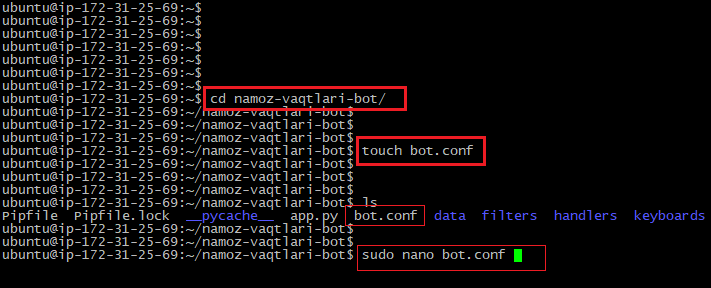 ubuntu@ip-172-31-25-69:~$
ubuntu@ip-172-31-25-69:~$
ubuntu@ip-172-31-25-69:~$
ubuntu@ip-172-31-25-69:~$
ubuntu@ip-172-31-25-69:~$
ubuntu@ip-172-31-25-69:~$
ubuntu@ip-172-31-25-69:~$
ubuntu@ip-172-31-25-69:~$ cd namoz-vaqtlari-bot/
ubuntu@ip-172-31-25-69:~/namoz-vaqtlari-bot$
ubuntu@ip-172-31-25-69:~/namoz-vaqtlari-bot$
ubuntu@ip-172-31-25-69:~/namoz-vaqtlari-bot$
ubuntu@ip-172-31-25-69:~/namoz-vaqtlari-bot$ touch bot.conf
ubuntu@ip-172-31-25-69:~/namoz-vaqtlari-bot$
ubuntu@ip-172-31-25-69:~/namoz-vaqtlari-bot$
ubuntu@ip-172-31-25-69:~/namoz-vaqtlari-bot$
ubuntu@ip-172-31-25-69:~/namoz-vaqtlari-bot$ ls
Pipfile Pipfile.lock __pycache__ app.py bot.conf data filters handlers keyboards
ubuntu@ip-172-31-25-69:~/namoz-vaqtlari-bot$
ubuntu@ip-172-31-25-69:~/namoz-vaqtlari-bot$
ubuntu@ip-172-31-25-69:~/namoz-vaqtlari-bot$ sudo nano bot.conf